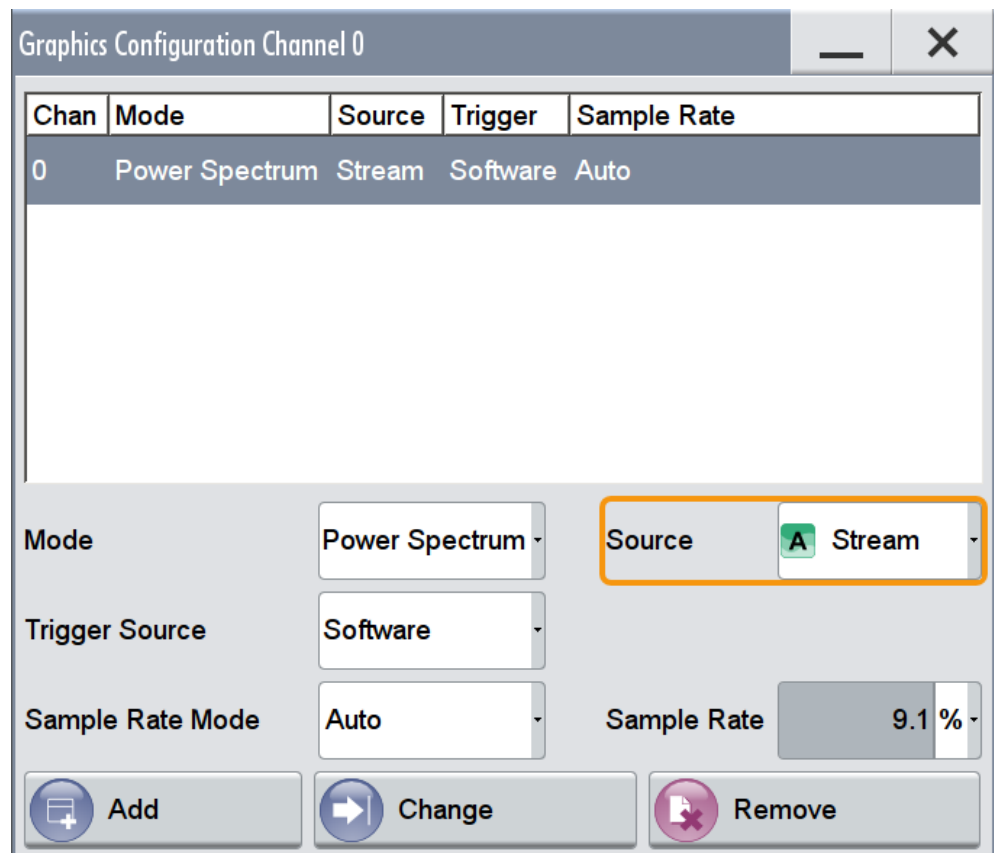 Graphics Configuration Channel 0
Chan Mode Source Trigger Sample Rate
0 Power Spectrum Stream Software Auto
Mode Power Spectrum Source A Stream
Trigger Source Software
Sample Rate Mode Auto Sample Rate 9.1 %
Add Change Remove